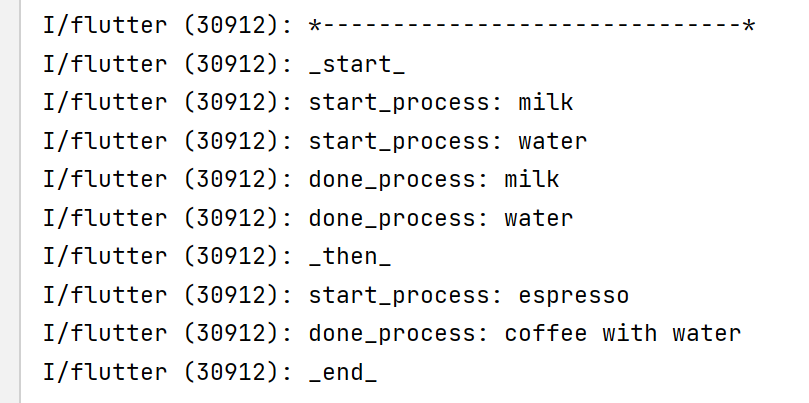 I/flutter (30912): *------------------------------*
I/flutter (30912): _start_
I/flutter (30912): start_process: milk
I/flutter (30912): start_process: water
I/flutter (30912): done_process: milk
I/flutter (30912): done_process: water
I/flutter (30912): _then_
I/flutter (30912): start_process: espresso
I/flutter (30912): done_process: coffee with water
I/flutter (30912): _end_